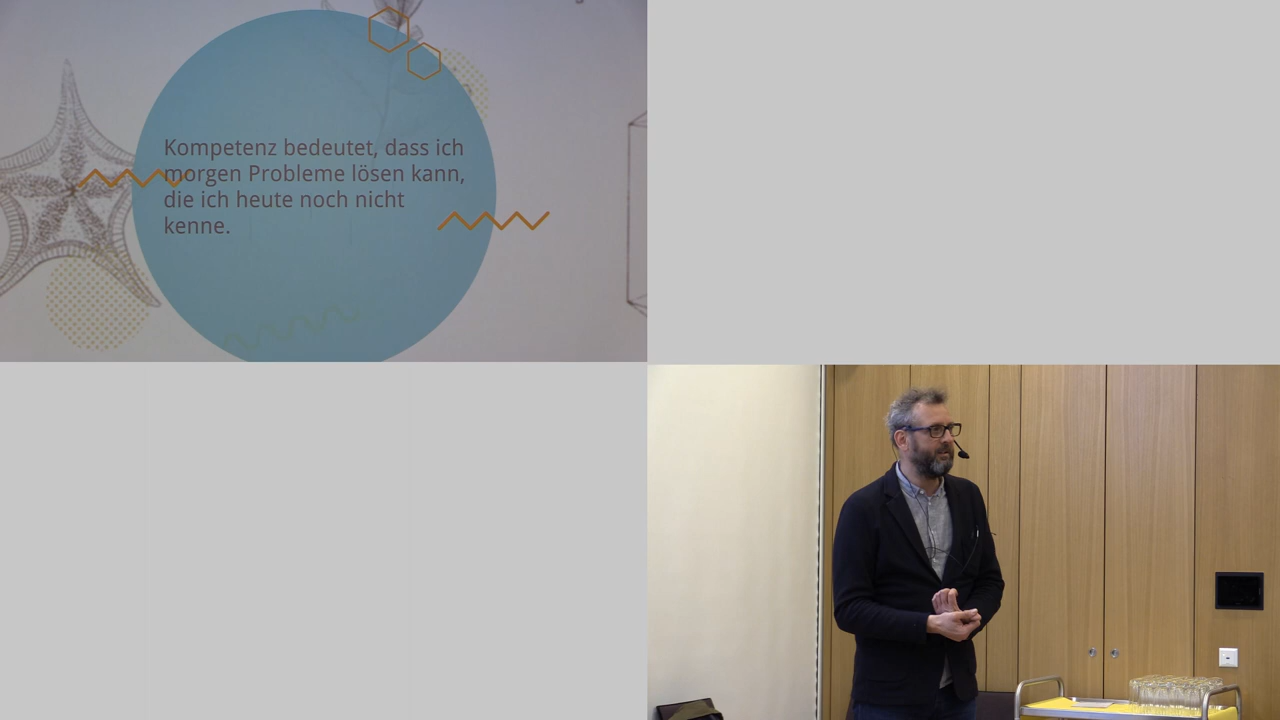 Kompetenz bedeutet, dass ich
morgen Probleme lösen kann,
die ich heute noch nicht
kenne.